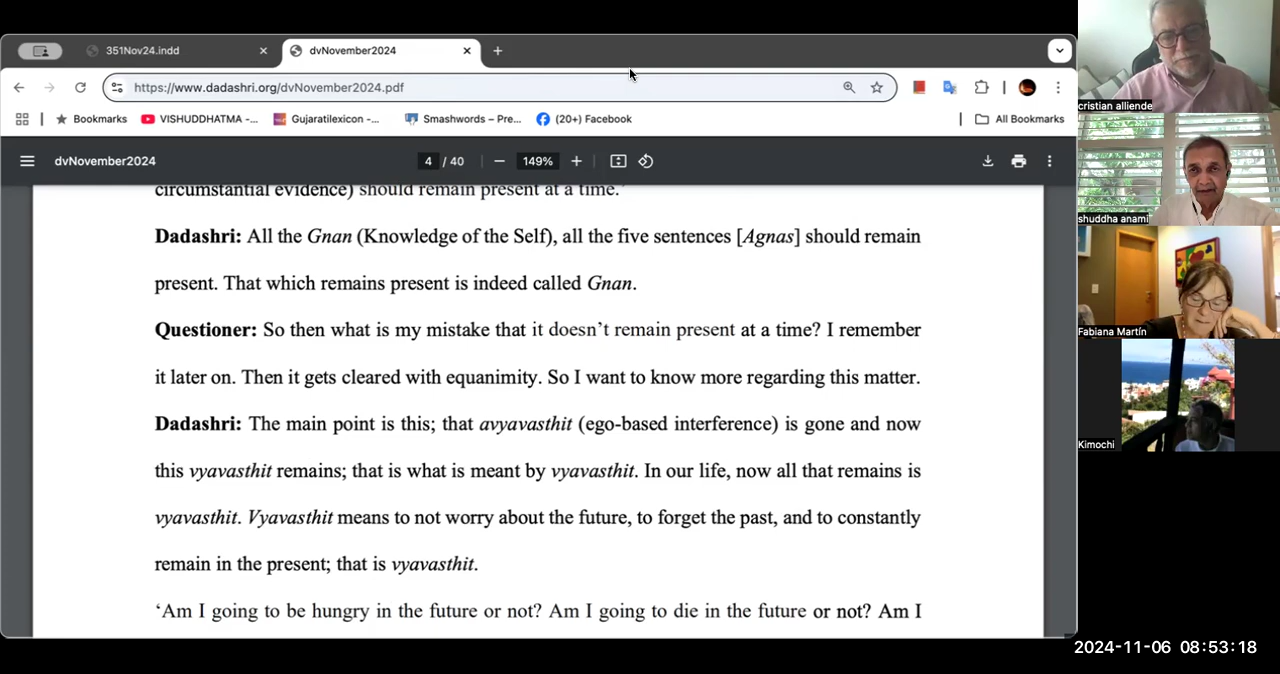 351Nov24.indd
dvNovember2024
https://www.dadashri.org/dvNovember2024.pdf
Bookmarks
VISHUDDHATMA -...
Gujaratilexicon -...
Smashwords – Pre...
(20+) Facebook
All Bookmarks
dvNovember2024
4 / 40
149%
circumstantial evidence) should remain present at a time.'
Dadashri: All the Gnan (Knowledge of the Self), all the five sentences [Agnas] should remain
present. That which remains present is indeed called Gnan.
Questioner: So then what is my mistake that it doesn't remain present at a time? I remember
it later on. Then it gets cleared with equanimity. So I want to know more regarding this matter.
Dadashri: The main point is this; that avyavasthit (ego-based interference) is gone and now
this vyavasthit remains; that is what is meant by vyavasthit. In our life, now all that remains is
vyavasthit. Vyavasthit means to not worry about the future, to forget the past, and to constantly
remain in the present; that is vyavasthit.
'Am I going to be hungry in the future or not? Am I going to die in the future or not? Am I
cristian alliende
shuddha anami
Fabiana Martín
Kimochi
2024-11-06 08:53:18